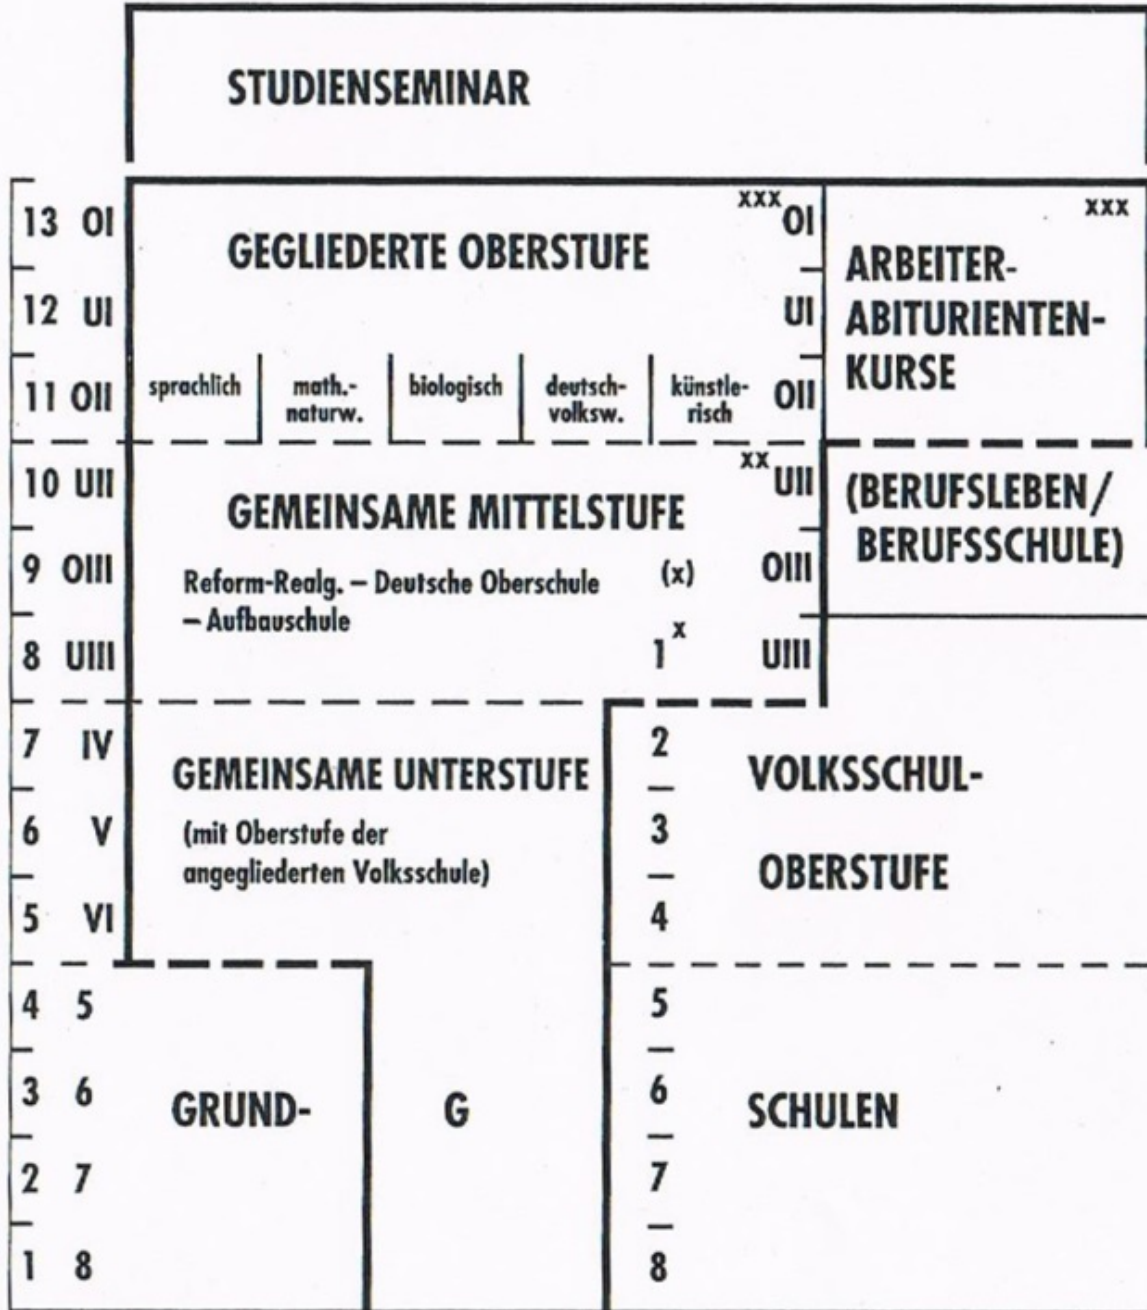 STUDIENSEMINAR
13 OI
GEGLIEDERTE OBERSTUFE
xxx OI
xxx
ARBEITER-
ABITURIENTEN-
KURSE
12 UI
UI
11 OII
sprachlich
math.-
naturw.
biologisch
deutsch-
volksw.
künstle-
risch
OII
10 UII
GEMEINSAME MITTELSTUFE
xx UII
(BERUFSLEBEN/
BERUFSSCHULE)
9 OIII
Reform-Realg. – Deutsche Oberschule
– Aufbauschule
(x) OIII
8 UIII
1 x UIII
7 IV
GEMEINSAME UNTERSTUFE
(mit Oberstufe der
angegliederten Volksschule)
2
VOLKSSCHUL-
OBERSTUFE
6 V
3
5 VI
4
4 5
5
3 6
GRUND-
G
6
SCHULEN
2 7
7
1 8
8